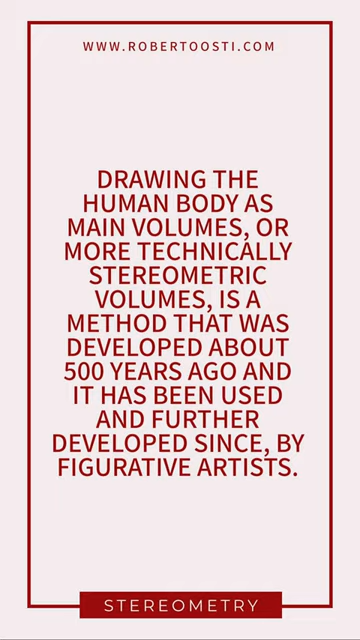 WWW.ROBERTOOSTI.COM
DRAWING THE
HUMAN BODY AS
MAIN VOLUMES, OR
MORE TECHNICALLY
STEREOMETRIC
VOLUMES, IS A
METHOD THAT WAS
DEVELOPED ABOUT
500 YEARS AGO AND
IT HAS BEEN USED
AND FURTHER
DEVELOPED SINCE, BY
FIGURATIVE ARTISTS.
STEREOMETRY